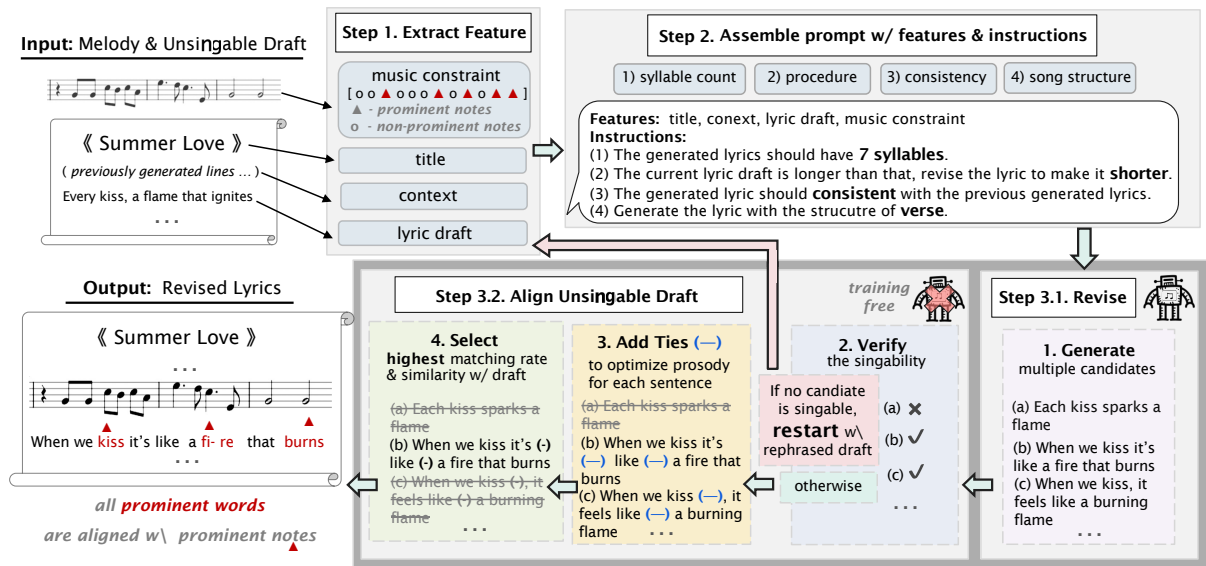 Input: Melody & Unsingable Draft
《 Summer Love 》
( previously generated lines ... )
Every kiss, a flame that ignites
...
Step 1. Extract Feature
music constraint
[ o o ▲ o o o ▲ o ▲ o ▲ ▲ ]
▲ - prominent notes
o - non-prominent notes
title
context
lyric draft
Step 2. Assemble prompt w/ features & instructions
1) syllable count
2) procedure
3) consistency
4) song structure
Features: title, conext, lyric draft, music constraint
Instructions:
(1) The generated lyrics should have 7 syllables.
(2) The current lyric draft is longer than that, revise the lyric to make it shorter.
(3) The generated lyric should consistent with the previous generated lyrics.
(4) Generate the lyric with the strucutre of verse.
Step 3.1. Revise
1. Generate
multiple candidates
(a) Each kiss sparks a
flame
(b) When we kiss it's
like a fire that burns
(c) When we kiss, it
feels like a burning
flame
...
Step 3.2. Align Unsingable Draft
training
free
2. Verify
the singability
(a) ✖
(b) ✓
(c) ✓
...
If no candiate
is singable,
restart w\
rephrased draft
otherwise
3. Add Ties (—)
to optimize prosody
for each sentence
(a) Each kiss sparks a
flame
(b) When we kiss it's
(—) like (—) a fire that
burns
(c) When we kiss (—), it
feels like (—) a burning
flame
...
4. Select
highest matching rate
& similarity w/ draft
(a) Each kiss sparks a
flame
(b) When we kiss it's (-)
like (-) a fire that burns
(c) When we kiss (-), it
feels like (-) a burning
flame
...
Output: Revised Lyrics
《 Summer Love 》
...
When we kiss it's like a fi- re that burns
...
all prominent words
are aligned w\ prominent notes